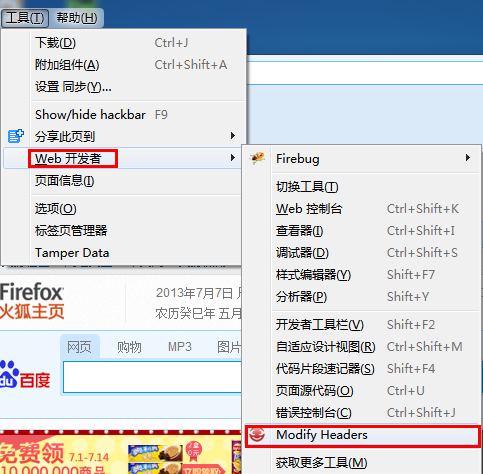 工具(T) 帮助(H)
下载(D) Ctrl+J
附加组件(A) Ctrl+Shift+A
设置 同步(Y)...
Show/hide hackbar F9
分享此页到
Web 开发者
页面信息(I)
选项(O)
标签页管理器
Tamper Data
Firebug
切换工具(T)
Web 控制台 Ctrl+Shift+K
查看器(I) Ctrl+Shift+I
调试器(D) Ctrl+Shift+S
样式编辑器(Y) Shift+F7
分析器(P) Shift+Y
开发者工具栏(V) Shift+F2
自适应设计视图(R) Ctrl+Shift+M
代码片段速记器(S) Shift+F4
页面源代码(O) Ctrl+U
错误控制台(C) Ctrl+Shift+J
Modify Headers
获取更多工具(M)
Firefox
火狐主页
2013年7月7日
农历癸巳年 五月
网页 购物 MP3 图片
du 百度
免费领 7.1-7.14
10,000,000商品